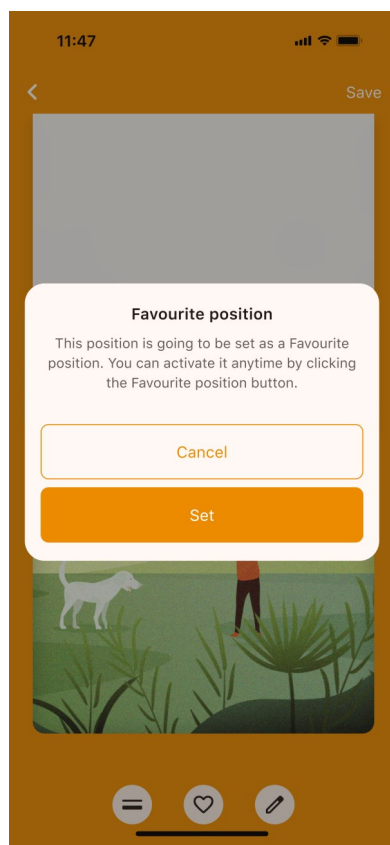 11:47
Save
Favourite position
This position is going to be set as a Favourite
position. You can activate it anytime by clicking
the Favourite position button.
Cancel
Set